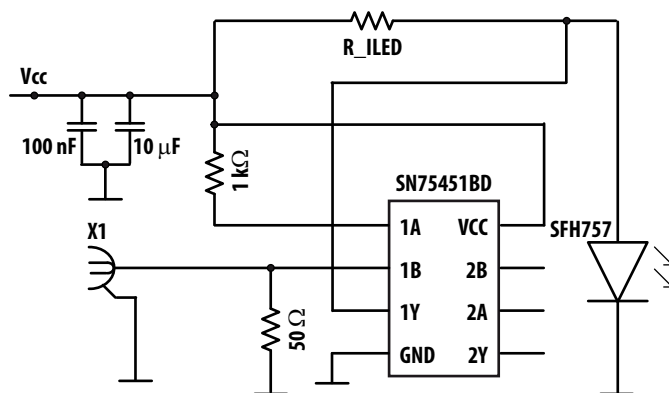 R_ILED
Vcc
100 nF
10 μF
1 kΩ
SN75451BD
X1
1A
VCC
SFH757
1B
2B
1Y
2A
50 Ω
GND
2Y